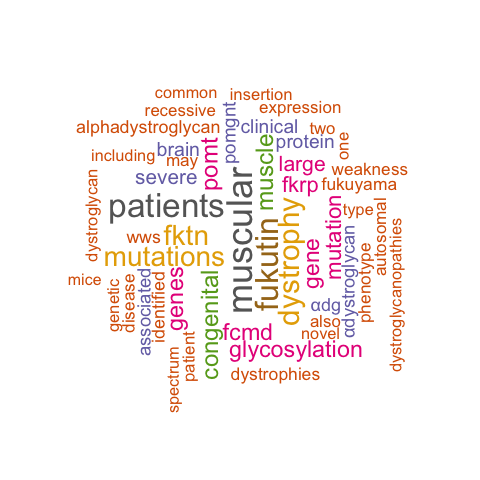 common
insertion
recessive
pomgnt
expression
alphadystroglycan
clinical
two
one
including
brain
protein
may
pomt
muscle
large
weakness
severe
fkrp
fukuyama
dystroglycan
patients
muscular
fukutin
dystrophy
mutation
type
autosomal
wws
fktn
gene
αdystroglycan
phenotype
dystroglycanopathies
mutations
mice
genetic
disease
associated
identified
genes
congenital
αdg
also
novel
fcmd
glycosylation
spectrum
patient
dystrophies